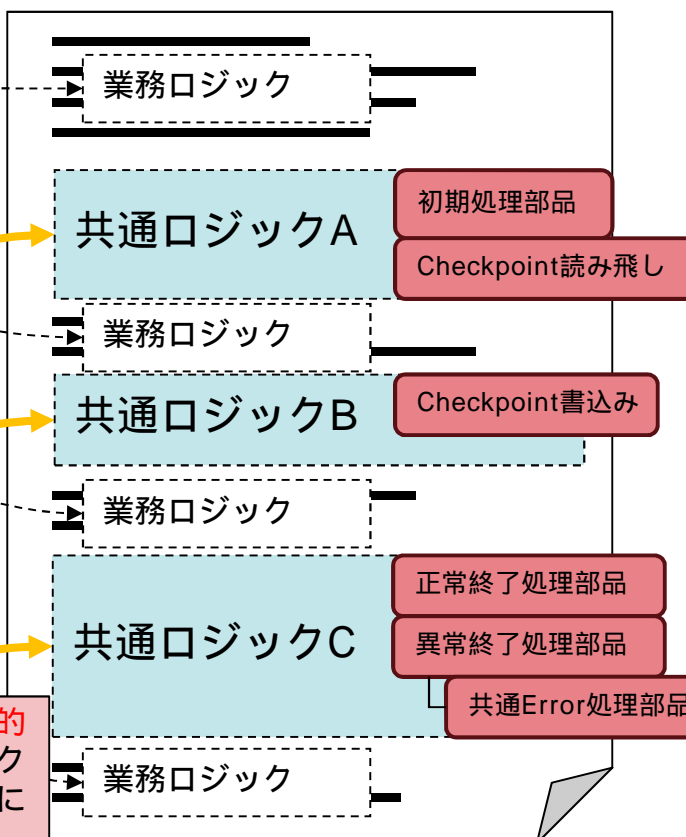 業務ロジック
共通ロジックA
初期処理部品
Checkpoint読み飛し
業務ロジック
共通ロジックB
Checkpoint書込み
業務ロジック
共通ロジックC
正常終了処理部品
異常終了処理部品
共通Error処理部品
的
ク
に
業務ロジック